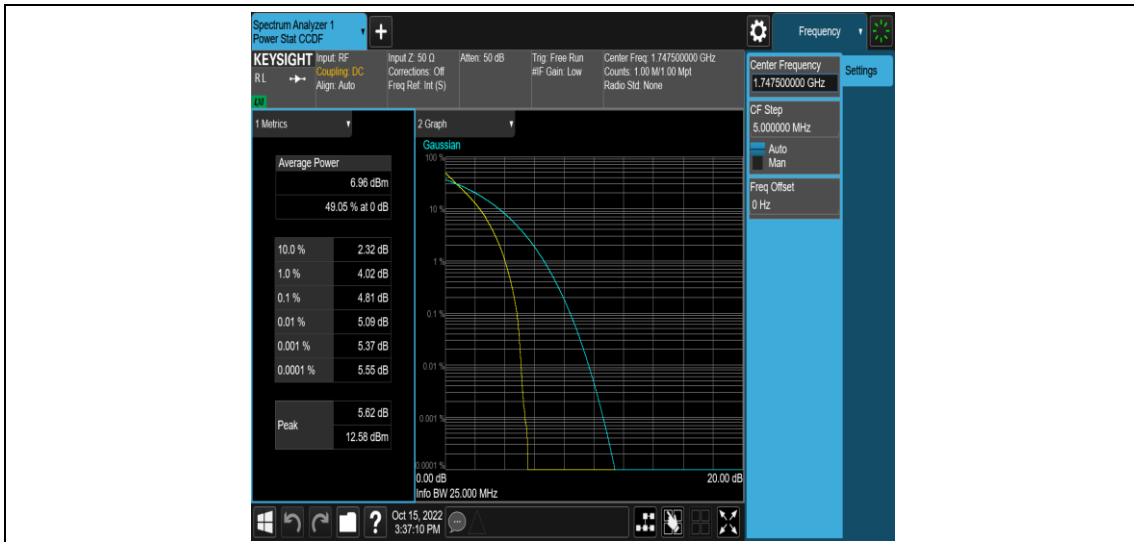 Spectrum Analyzer 1
Power Stat CCDF
Frequency
KEYSIGHT
RL
LXI
Input: RF
Coupling: DC
Align: Auto
Input Z: 50 Ω
Corrections: Off
Freq Ref: Int (S)
Atten: 50 dB
Trig: Free Run
#IF Gain: Low
Center Freq: 1.747500000 GHz
Counts: 1.00 M/1.00 Mpt
Radio Std: None
Center Frequency
1.747500000 GHz
Settings
CF Step
5.000000 MHz
Auto
Man
Freq Offset
0 Hz
1 Metrics
Average Power
6.96 dBm
49.05 % at 0 dB
10.0 % 2.32 dB
1.0 % 4.02 dB
0.1 % 4.81 dB
0.01 % 5.09 dB
0.001 % 5.37 dB
0.0001 % 5.55 dB
Peak
5.62 dB
12.58 dBm
2 Graph
Gaussian
100 %
10 %
1 %
0.1 %
0.01 %
0.001 %
0.0001 %
0.00 dB 20.00 dB
Info BW 25.000 MHz
?
Oct 15, 2022
3:37:10 PM